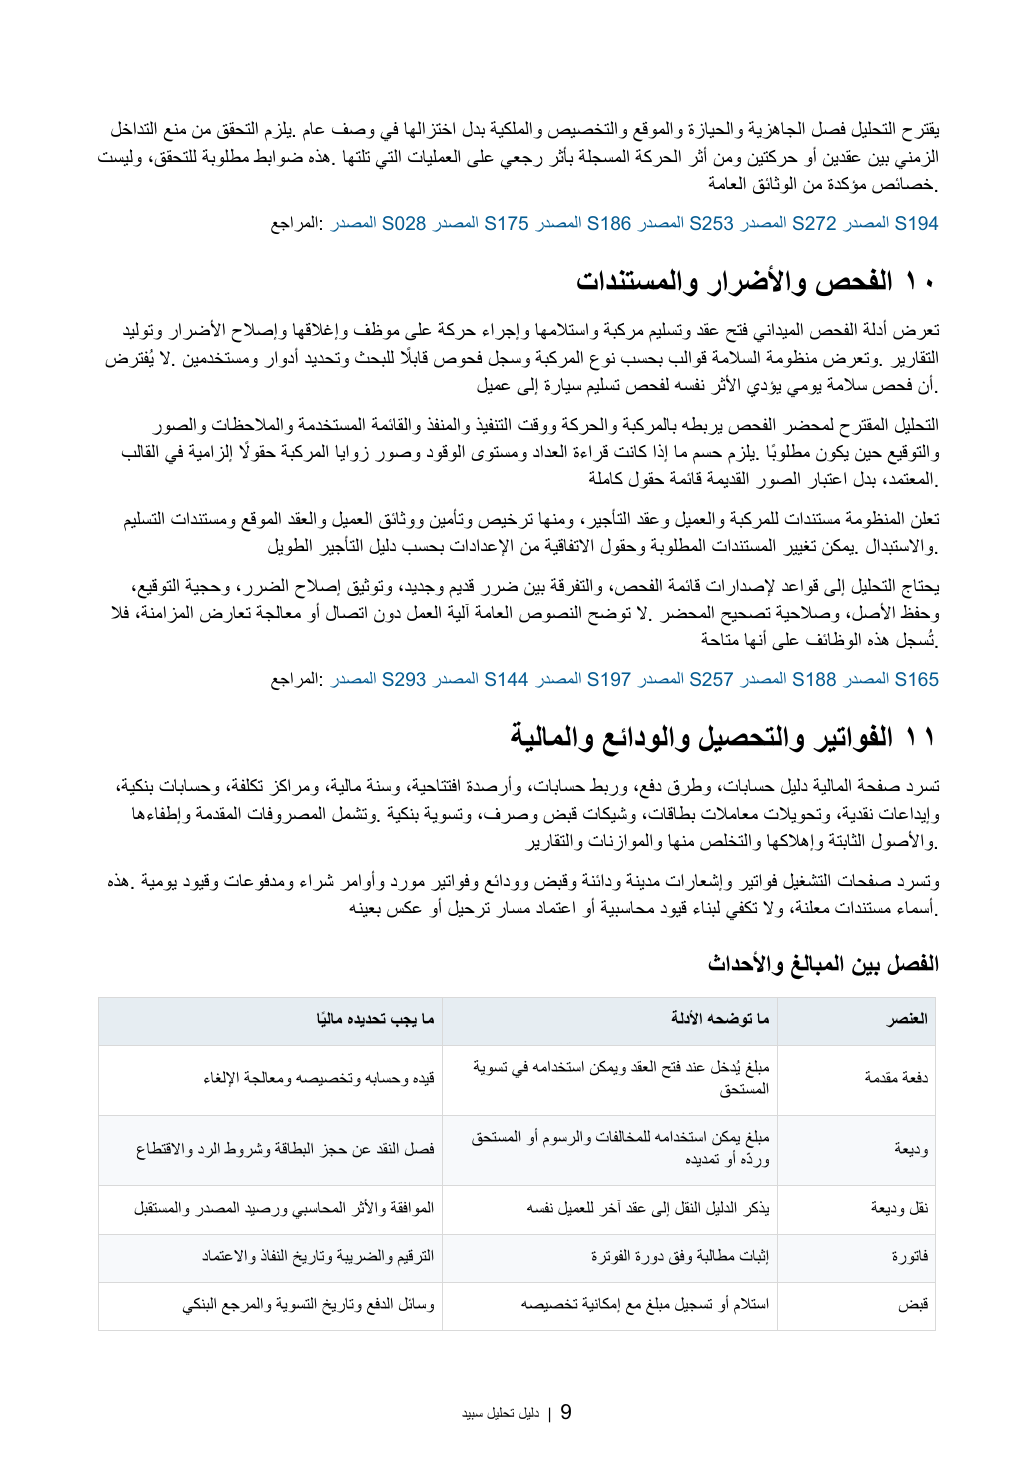 يقترح التحليل فصل الجاهزية والحيازة والموقع والتخصيص والملكية بدل اختزالها في وصف عام .يلزم التحقق من منع التداخل
الزمني بين عقدين أو حركتين ومن أثر الحركة المسجلة بأثر رجعي على العمليات التي تلتها .هذه ضوابط مطلوبة للتحقق، وليست
.خصائص مؤكدة من الوثائق العامة
المراجع: المصدر S028 المصدر S175 المصدر S186 المصدر S253 المصدر S272 المصدر S194
١٠ الفحص والأضرار والمستندات
تعرض أدلة الفحص الميداني فتح عقد وتسليم مركبة واستلامها وإجراء حركة على موظف وإغلاقها وإصلاح الأضرار وتوليد
التقارير .وتعرض منظومة السلامة قوالب بحسب نوع المركبة وسجل فحوص قابلًا للبحث وتحديد أدوار ومستخدمين .لا يُفترض
.أن فحص سلامة يومي يؤدي الأثر نفسه لفحص تسليم سيارة إلى عميل
التحليل المقترح لمحضر الفحص يربطه بالمركبة والحركة ووقت التنفيذ والمنفذ والقائمة المستخدمة والملاحظات والصور
والتوقيع حين يكون مطلوبًا .يلزم حسم ما إذا كانت قراءة العداد ومستوى الوقود وصور زوايا المركبة حقولًا إلزامية في القالب
.المعتمد، بدل اعتبار الصور القديمة قائمة حقول كاملة
تعلن المنظومة مستندات للمركبة والعميل وعقد التأجير، ومنها ترخيص وتأمين ووثائق العميل والعقد الموقع ومستندات التسليم
.والاستبدال .يمكن تغيير المستندات المطلوبة وحقول الاتفاقية من الإعدادات بحسب دليل التأجير الطويل
يحتاج التحليل إلى قواعد لإصدارات قائمة الفحص، والتفرقة بين ضرر قديم وجديد، وتوثيق إصلاح الضرر، وحجية التوقيع،
وحفظ الأصل، وصلاحية تصحيح المحضر .لا توضح النصوص العامة آلية العمل دون اتصال أو معالجة تعارض المزامنة، فلا
.تُسجل هذه الوظائف على أنها متاحة
المراجع: المصدر S293 المصدر S144 المصدر S197 المصدر S257 المصدر S188 المصدر S165
١١ الفواتير والتحصيل والودائع والمالية
تسرد صفحة المالية دليل حسابات، وطرق دفع، وربط حسابات، وأرصدة افتتاحية، وسنة مالية، ومراكز تكلفة، وحسابات بنكية،
وإيداعات نقدية، وتحويلات معاملات بطاقات، وشيكات قبض وصرف، وتسوية بنكية .وتشمل المصروفات المقدمة وإطفاءها
.والأصول الثابتة وإهلاكها والتخلص منها والموازنات والتقارير
وتسرد صفحات التشغيل فواتير وإشعارات مدينة ودائنة وقبض وودائع وفواتير مورد وأوامر شراء ومدفوعات وقيود يومية .هذه
.أسماء مستندات معلنة، ولا تكفي لبناء قيود محاسبية أو اعتماد مسار ترحيل أو عكس بعينه
الفصل بين المبالغ والأحداث
العنصر ما توضحه الأدلة ما يجب تحديده ماليًا
دفعة مقدمة مبلغ يُدخل عند فتح العقد ويمكن استخدامه في تسوية
المستحق قيده وحسابه وتخصيصه ومعالجة الإلغاء
وديعة مبلغ يمكن استخدامه للمخالفات والرسوم أو المستحق
وردّه أو تمديده فصل النقد عن حجز البطاقة وشروط الرد والاقتطاع
نقل وديعة يذكر الدليل النقل إلى عقد آخر للعميل نفسه الموافقة والأثر المحاسبي ورصيد المصدر والمستقبل
فاتورة إثبات مطالبة وفق دورة الفوترة الترقيم والضريبة وتاريخ النفاذ والاعتماد
قبض استلام أو تسجيل مبلغ مع إمكانية تخصيصه وسائل الدفع وتاريخ التسوية والمرجع البنكي
دليل تحليل سبيد | 9